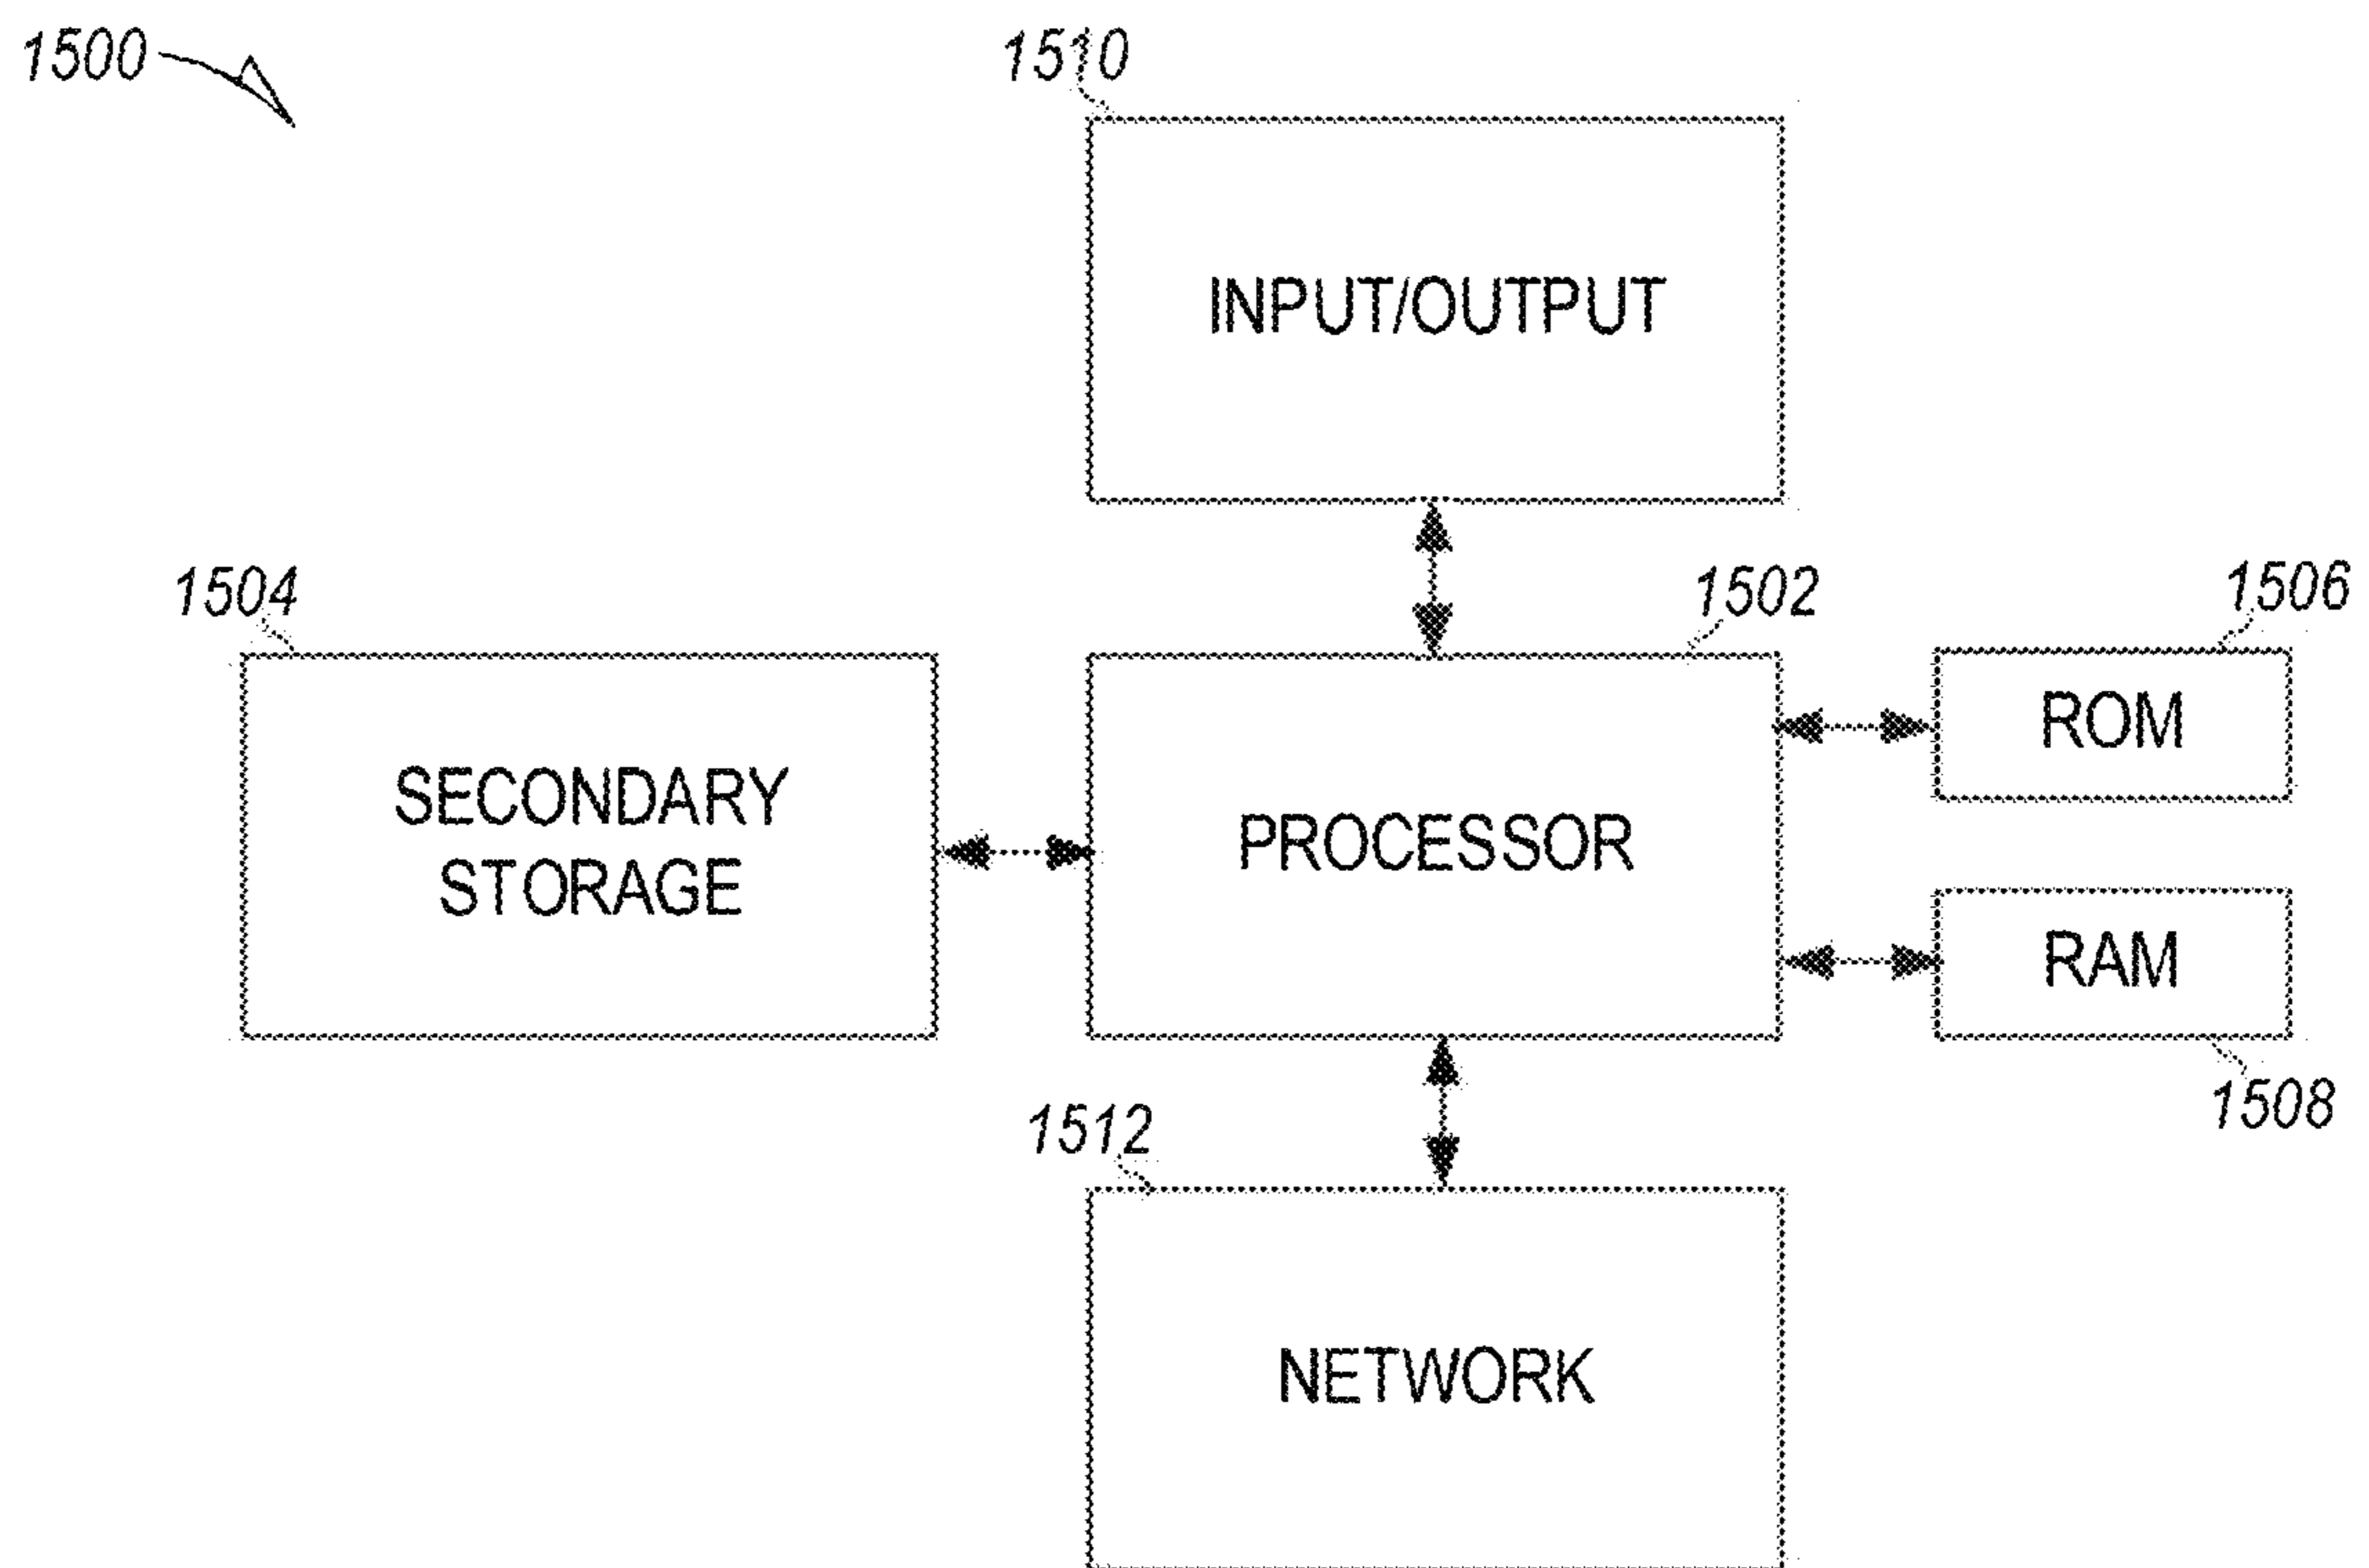 1500
1510
INPUT/OUTPUT
1504
1502
1506
SECONDARY
STORAGE
PROCESSOR
ROM
RAM
1508
1512
NETWORK